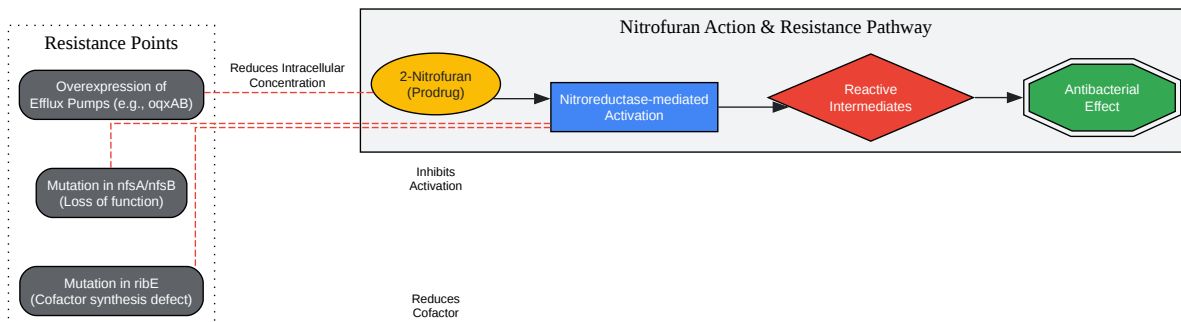 Nitrofuran Action & Resistance Pathway
Resistance Points
Overexpression of
Efflux Pumps (e.g., oqxAB)
Reduces Intracellular
Concentration
2-Nitrofuran
(Prodrug)
Nitroreductase-mediated
Activation
Reactive
Intermediates
Antibacterial
Effect
Mutation in nfsA/nfsB
(Loss of function)
Inhibits
Activation
Mutation in ribE
(Cofactor synthesis defect)
Reduces
Cofactor